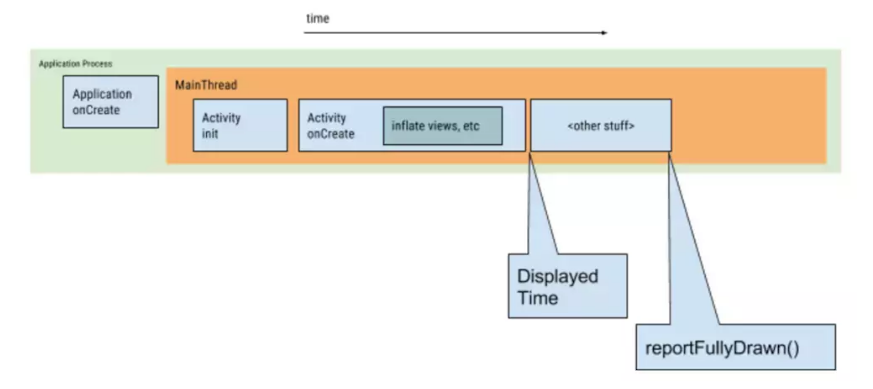 time
Application Process
Application
onCreate
MainThread
Activity
init
Activity
onCreate
inflate views, etc
<other stuff>
Displayed
Time
reportFullyDrawn()